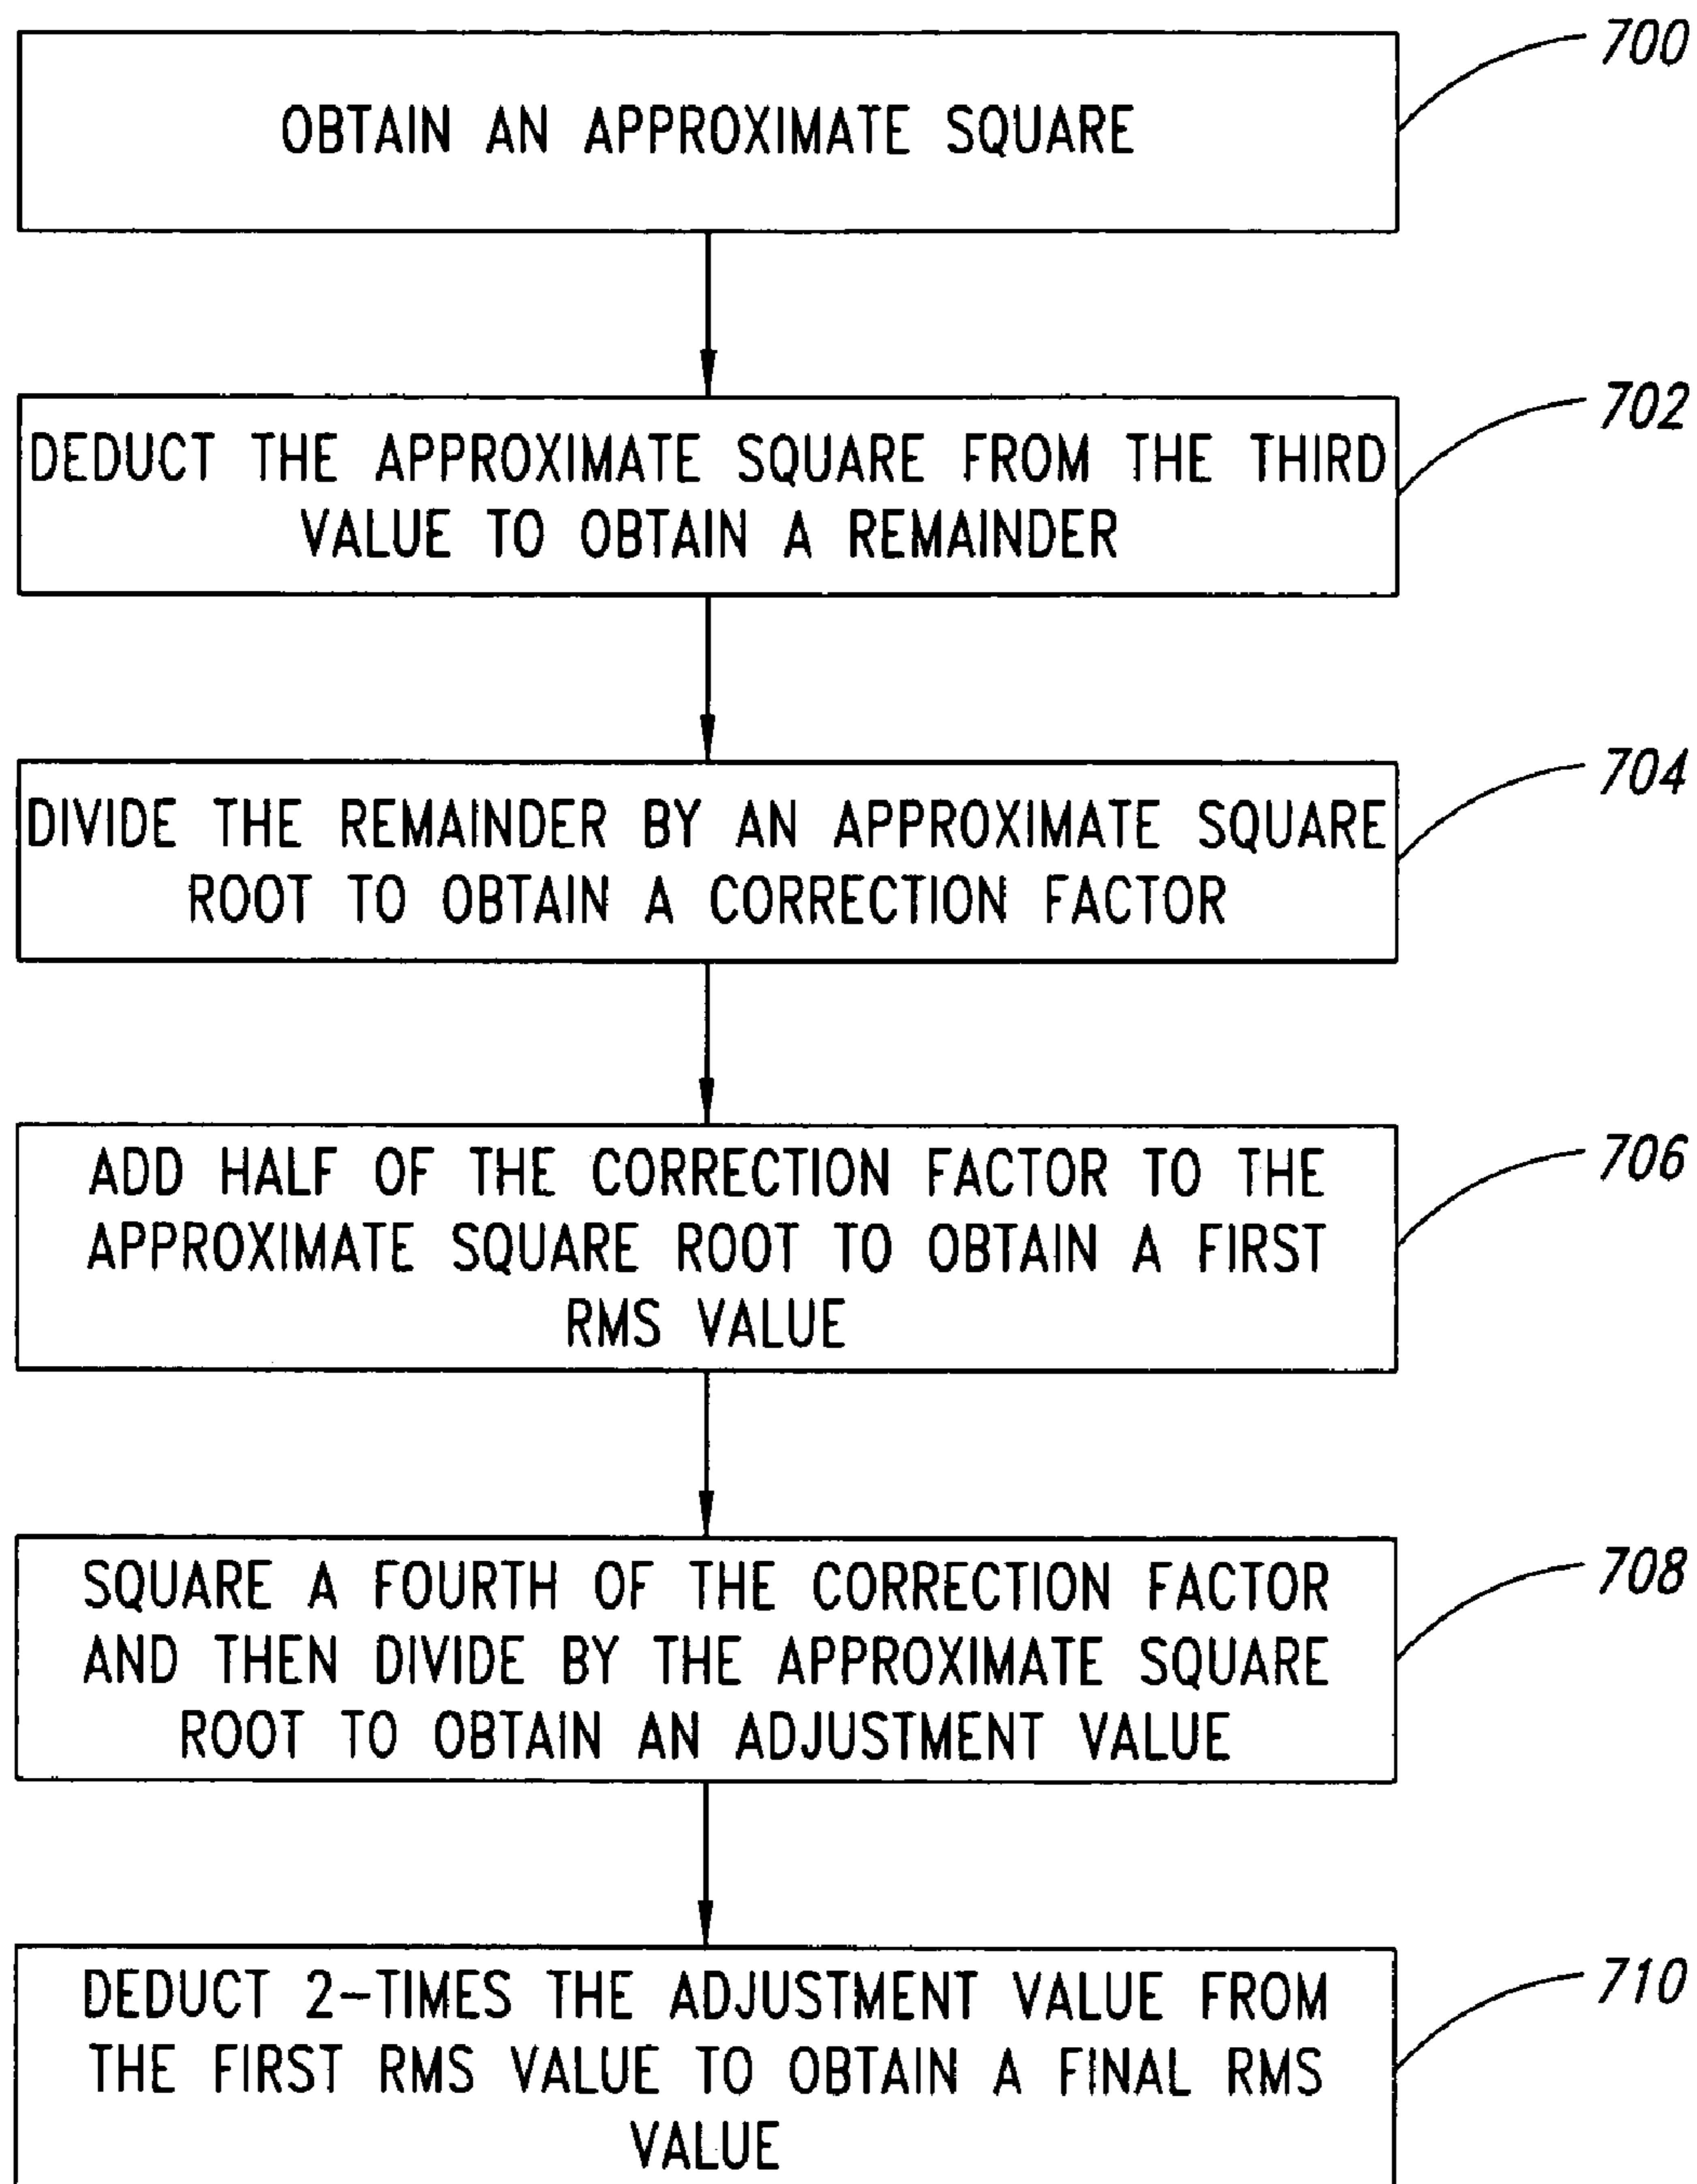 700
OBTAIN AN APPROXIMATE SQUARE
702
DEDUCT THE APPROXIMATE SQUARE FROM THE THIRD
VALUE TO OBTAIN A REMAINDER
704
DIVIDE THE REMAINDER BY AN APPROXIMATE SQUARE
ROOT TO OBTAIN A CORRECTION FACTOR
706
ADD HALF OF THE CORRECTION FACTOR TO THE
APPROXIMATE SQUARE ROOT TO OBTAIN A FIRST
RMS VALUE
708
SQUARE A FOURTH OF THE CORRECTION FACTOR
AND THEN DIVIDE BY THE APPROXIMATE SQUARE
ROOT TO OBTAIN AN ADJUSTMENT VALUE
710
DEDUCT 2-TIMES THE ADJUSTMENT VALUE FROM
THE FIRST RMS VALUE TO OBTAIN A FINAL RMS
VALUE